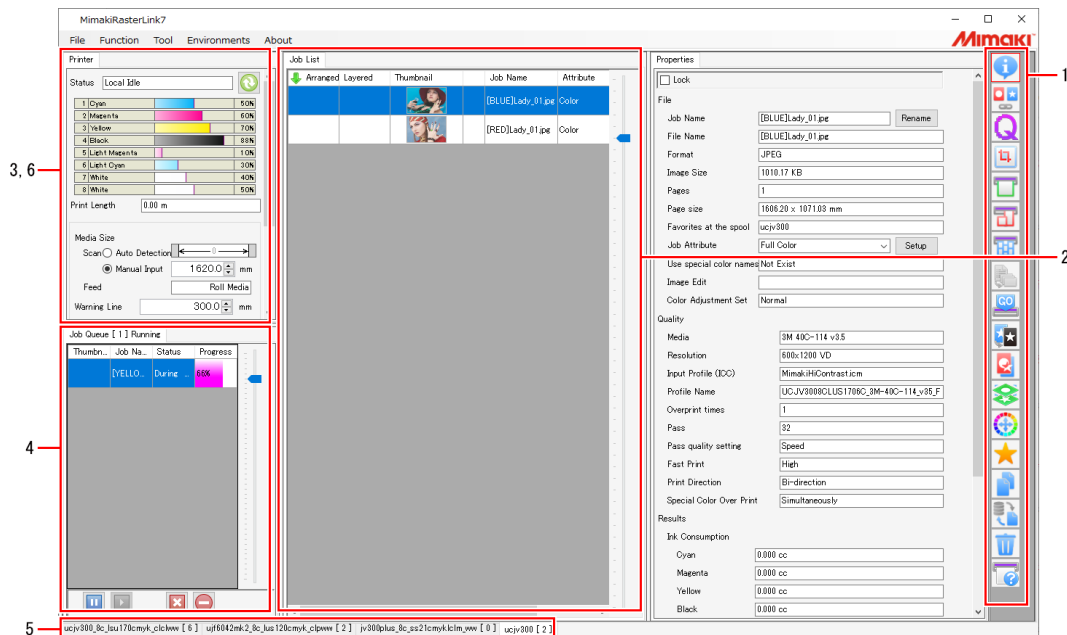 MimakiRasterLink7
File Function Tool Environments About
Mimaki
Printer
Status Local Idle
1 Cyan 50%
2 Magenta 60%
3 Yellow 70%
4 Black 88%
5 Light Magenta 10%
6 Light Cyan 30%
7 White 40%
8 White 50%
Print Length 0.00 m
Media Size
Scan Auto Detection 0
Manual Input 1620.0 mm
Feed Roll Media
Warning Line 300.0 mm
3, 6
Job Queue [ 1 ] Running
Thumbn... Job Na... Status Progress
[YELLO... During ... 66%
4
Job List
Arranged Layered Thumbnail Job Name Attribute
[BLUE]Lady_01.jpg Color
[RED]Lady_01.jpg Color
2
Properties
Lock
File
Job Name [BLUE]Lady_01.jpg Rename
File Name [BLUE]Lady_01.jpg
Format JPEG
Image Size 1010.17 KB
Pages 1
Page size 1606.20 x 1071.03 mm
Favorites at the spool ucjv300
Job Attribute Full Color Setup
Use special color names Not Exist
Image Edit
Color Adjustment Set Normal
Quality
Media 3M 40C-114 v3.5
Resolution 600x1200 VD
Input Profile (ICC) MimakiHiContrast.icm
Profile Name UCJV3008CLUS1706C_3M-40C-114_v35_F
Overprint times 1
Pass 32
Pass quality setting Speed
Fast Print High
Print Direction Bi-direction
Special Color Over Print Simultaneously
Results
Ink Consumption
Cyan 0.000 cc
Magenta 0.000 cc
Yellow 0.000 cc
Black 0.000 cc
1
Q
GO
5
ucjv300_8c_lsu170cmyk_clclww [ 6 ] ujf6042mk2_8c_lus120cmyk_clpww [ 2 ] jv300plus_8c_ss21cmyklclm_ww [ 0 ] ucjv300 [ 2 ]